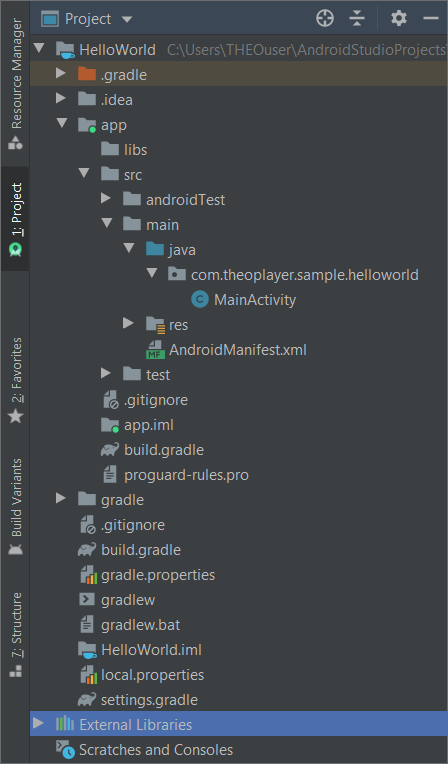 Project
HelloWorld C:\Users\THEOuser\AndroidStudioProjects\
.gradle
.idea
app
libs
src
androidTest
main
java
com.theoplayer.sample.helloworld
C MainActivity
res
MF AndroidManifest.xml
test
.gitignore
app.iml
build.gradle
proguard-rules.pro
gradle
.gitignore
build.gradle
gradle.properties
gradlew
gradlew.bat
HelloWorld.iml
local.properties
settings.gradle
External Libraries
Scratches and Consoles
Resource Manager
1: Project
2: Favorites
Build Variants
7: Structure